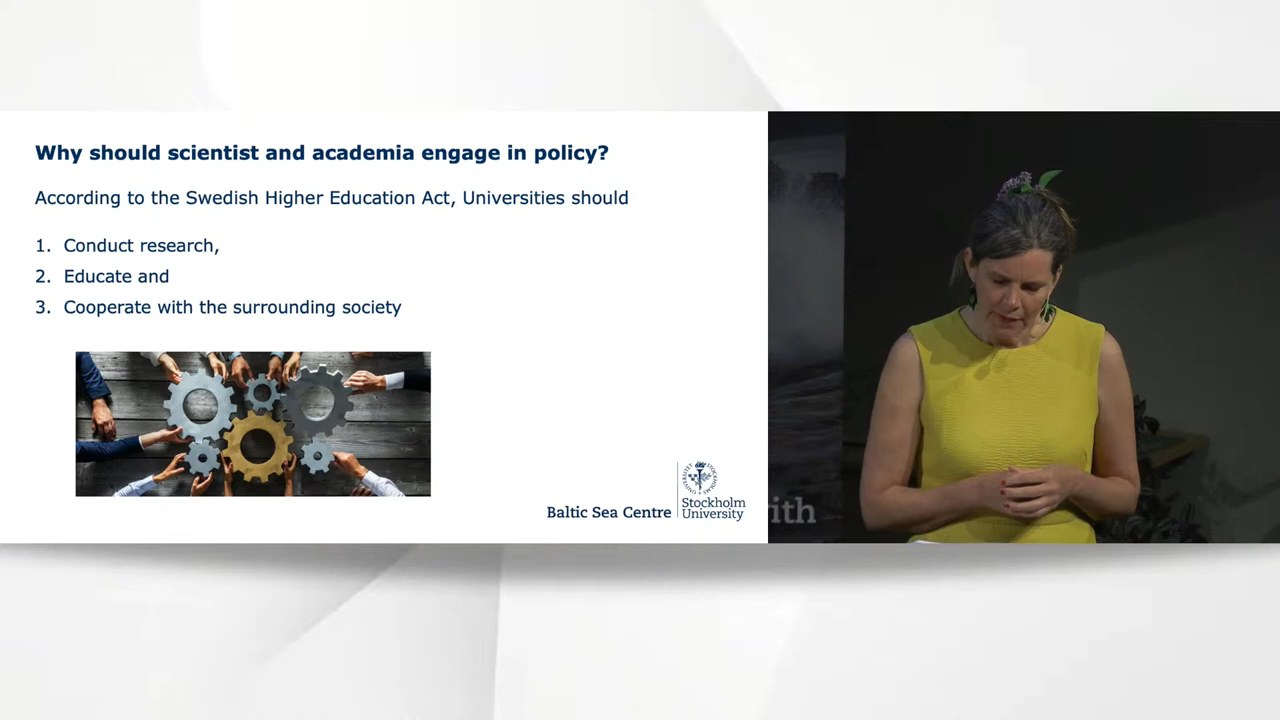 Why should scientist and academia engage in policy?
According to the Swedish Higher Education Act, Universities should
1. Conduct research,
2. Educate and
3. Cooperate with the surrounding society
Baltic Sea Centre
Stockholm
University
ith